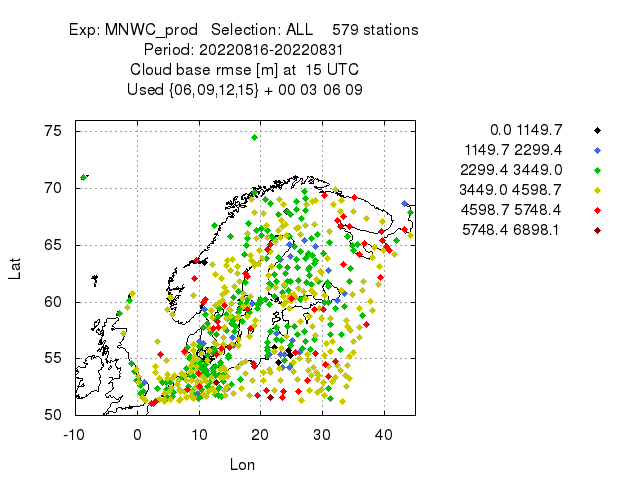 Exp: MNWC_prod   Selection: ALL    579 stations
Period: 20220816-20220831
Cloud base rmse [m] at  15 UTC
Used {06,09,12,15} + 00 03 06 09
75
70
65
60
55
50
-10 0 10 20 30 40
Lat
Lon
0.0 1149.7
1149.7 2299.4
2299.4 3449.0
3449.0 4598.7
4598.7 5748.4
5748.4 6898.1